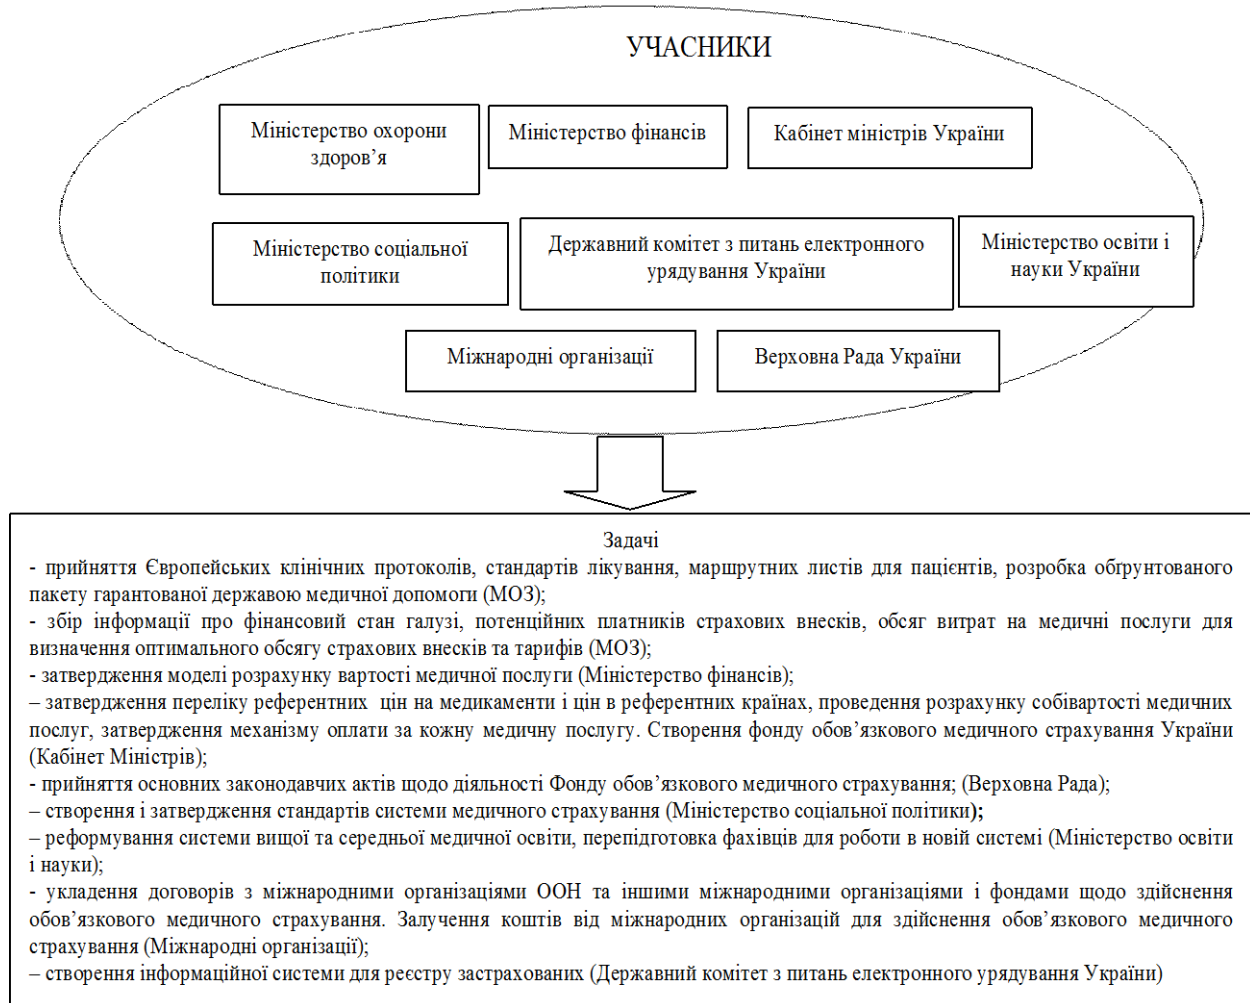 УЧАСНИКИ
Міністерство охорони
здоров’я
Міністерство фінансів
Кабінет міністрів України
Міністерство соціальної
політики
Державний комітет з питань електронного
урядування України
Міністерство освіти і
науки України
Міжнародні організації
Верховна Рада України
Задачі
- прийняття Європейських клінічних протоколів, стандартів лікування, маршрутних листів для пацієнтів, розробка обґрунтованого
пакету гарантованої державою медичної допомоги (МОЗ);
- збір інформації про фінансовий стан галузі, потенційних платників страхових внесків, обсяг витрат на медичні послуги для
визначення оптимального обсягу страхових внесків та тарифів (МОЗ);
- затвердження моделі розрахунку вартості медичної послуги (Міністерство фінансів);
– затвердження переліку референтних цін на медикаменти і цін в референтних країнах, проведення розрахунку собівартості медичних
послуг, затвердження механізму оплати за кожну медичну послугу. Створення фонду обов’язкового медичного страхування України
(Кабінет Міністрів);
- прийняття основних законодавчих актів щодо діяльності Фонду обов’язкового медичного страхування; (Верховна Рада);
– створення і затвердження стандартів системи медичного страхування (Міністерство соціальної політики);
– реформування системи вищої та середньої медичної освіти, перепідготовка фахівців для роботи в новій системі (Міністерство освіти
і науки);
- укладення договорів з міжнародними організаціями ООН та іншими міжнародними організаціями і фондами щодо здійснення
обов’язкового медичного страхування. Залучення коштів від міжнародних організацій для здійснення обов’язкового медичного
страхування (Міжнародні організації);
– створення інформаційної системи для реєстру застрахованих (Державний комітет з питань електронного урядування України)